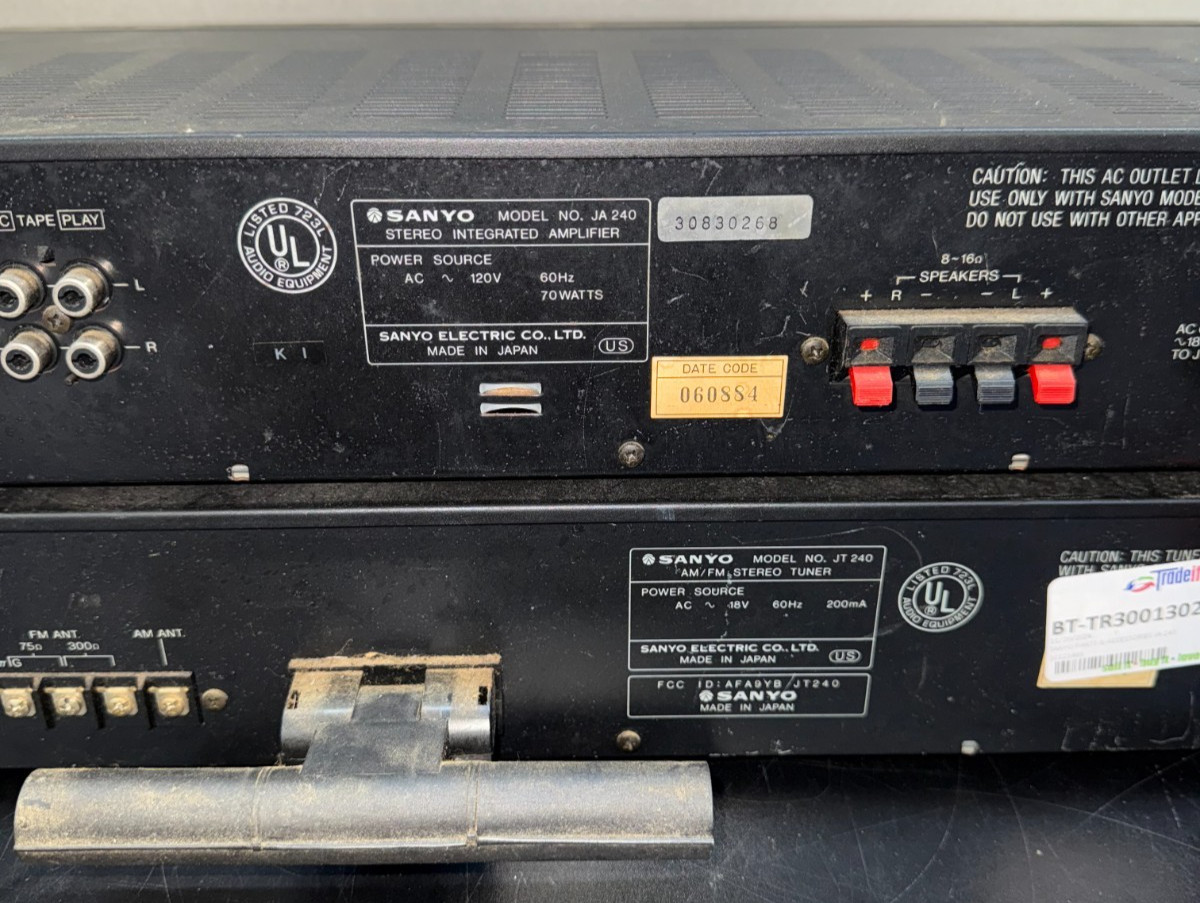 CAUTION: THIS AC OUTLET
USE ONLY WITH SANYO
DO NOT USE WITH OTHER
TAPE PLAY
L
R
LISTED 723L
UL
®
AUDIO EQUIPMENT
SANYO MODEL NO. JA 240
STEREO INTEGRATED AMPLIFIER
POWER SOURCE
AC ~ 120V 60Hz
70WATTS
SANYO ELECTRIC CO., LTD.
MADE IN JAPAN US
30830268
K I
DATE CODE
060884
8~16Ω
SPEAKERS
+ R - - L +
AC
~18
TO J
SANYO MODEL NO. JT 240
AM/FM STEREO TUNER
POWER SOURCE
AC ~ 18V 60Hz 200mA
SANYO ELECTRIC CO., LTD.
MADE IN JAPAN US
FCC ID: AFA9YB/JT240
SANYO
MADE IN JAPAN
LISTED 723L
UL
®
AUDIO EQUIPMENT
CAUTION: THIS TUNE
WITH
BT-TR3001302
FM ANT. AM ANT.
75Ω 300Ω
G